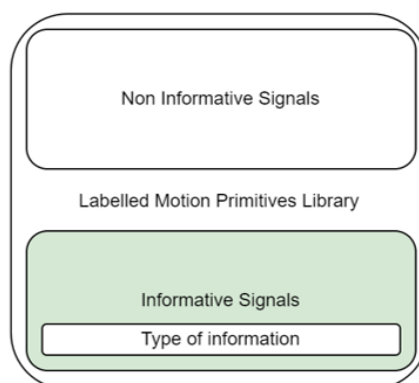 Non Informative Signals
Labelled Motion Primitives Library
Informative Signals
Type of information